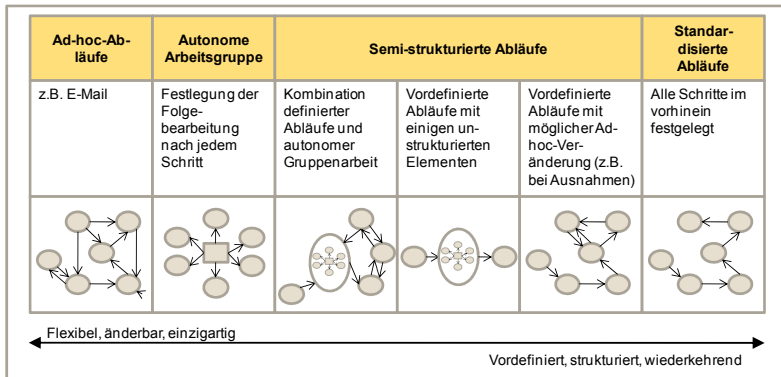 Ad-hoc-Ab-
läufe
Autonome
Arbeitsgruppe
Semi-strukturierte Abläufe
Standar-
disierte
Abläufe
z.B. E-Mail
Festlegung der
Folge-
bearbeitung
nach jedem
Schritt
Kombination
definierter
Abläufe und
autonomer
Gruppenarbeit
Vordefinierte
Abläufe mit
einigen un-
strukturierten
Elementen
Vordefinierte
Abläufe mit
möglicher Ad-
hoc-Ver-
änderung (z.B.
bei Ausnahmen)
Alle Schritte im
vorhinein
festgelegt
Flexibel, änderbar, einzigartig
Vordefiniert, strukturiert, wiederkehrend